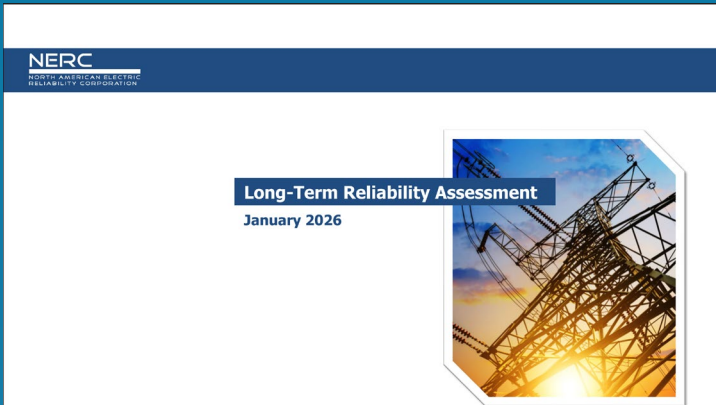 NERC
NORTH AMERICAN ELECTRIC
RELIABILITY CORPORATION
Long-Term Reliability Assessment
January 2026